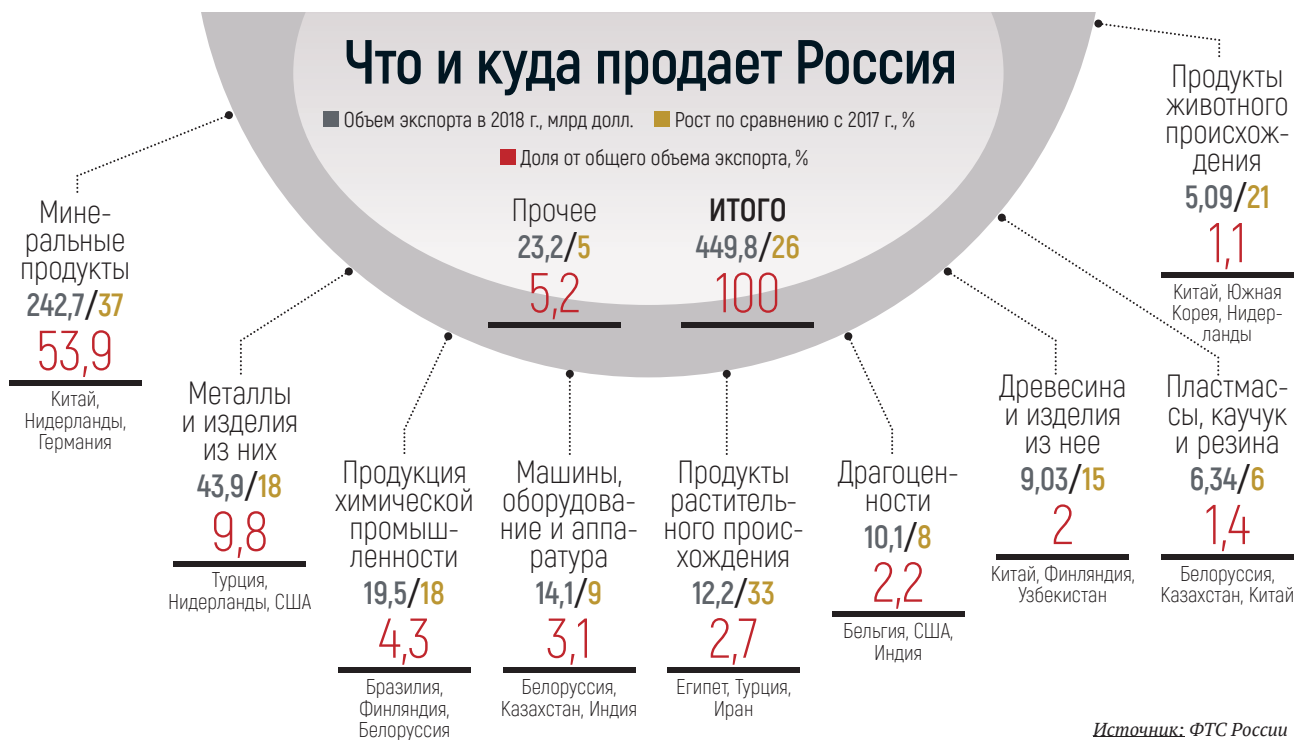 Что и куда продает Россия
Объем экспорта в 2018 г., млрд долл. Рост по сравнению с 2017 г., %
Доля от общего объема экспорта, %
Прочее
23,2/5
5,2
ИТОГО
449,8/26
100
Мине-
ральные
продукты
242,7/37
53,9
Китай,
Нидерланды,
Германия
Металлы
и изделия
из них
43,9/18
9,8
Турция,
Нидерланды, США
Продукция
химической
промыш-
ленности
19,5/18
4,3
Бразилия,
Финляндия,
Белоруссия
Машины,
оборудова-
ние и аппа-
ратура
14,1/9
3,1
Белоруссия,
Казахстан, Индия
Продукты
раститель-
ного проис-
хождения
12,2/33
2,7
Египет, Турция,
Иран
Драгоцен-
ности
10,1/8
2,2
Бельгия, США,
Индия
Древесина
и изделия
из нее
9,03/15
2
Китай, Финляндия,
Узбекистан
Пластмас-
сы, каучук
и резина
6,34/6
1,4
Белоруссия,
Казахстан, Китай
Продукты
животного
происхож-
дения
5,09/21
1,1
Китай, Южная
Корея, Нидер-
ланды
Источник: ФТС России